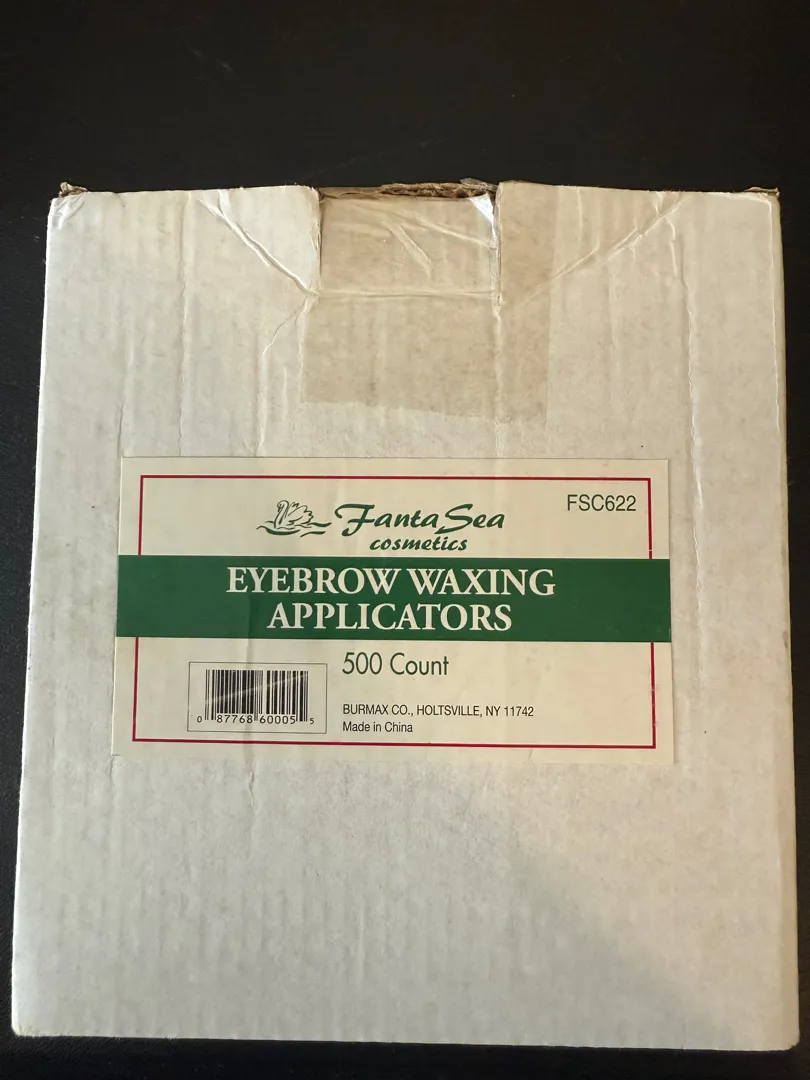 FSC622
FantaSea
cosmetics
EYEBROW WAXING
APPLICATORS
500 Count
0 87768 60005 5
BURMAX CO., HOLTSVILLE, NY 11742
Made in China